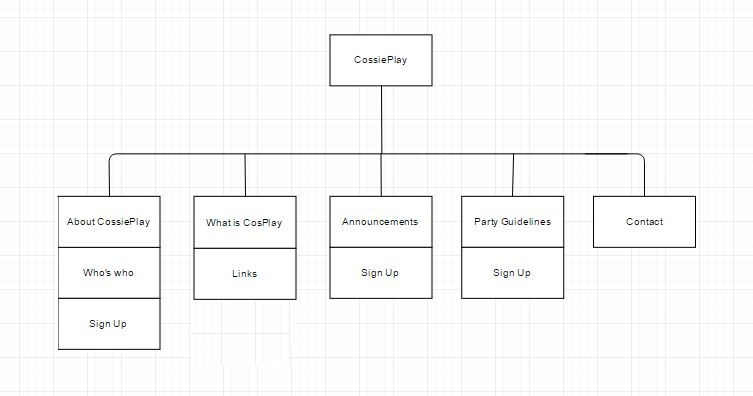 CossiePlay
About CossiePlay
What is CosPlay
Announcements
Party Guidelines
Contact
Who's who
Links
Sign Up
Sign Up
Sign Up